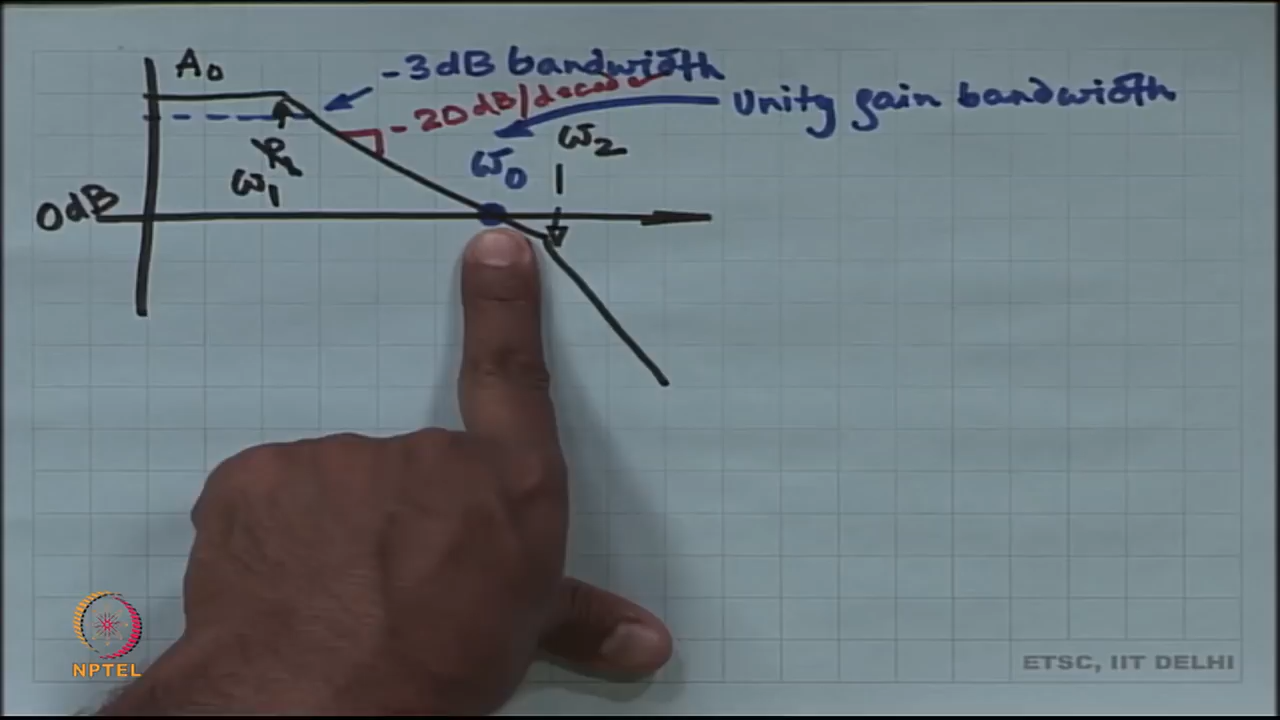 A₀
-3dB bandwidth
-20dB/decade
Unity gain bandwidth
ω₀
ω₂
ω₁
0dB
NPTEL
ETSC, IIT DELHI